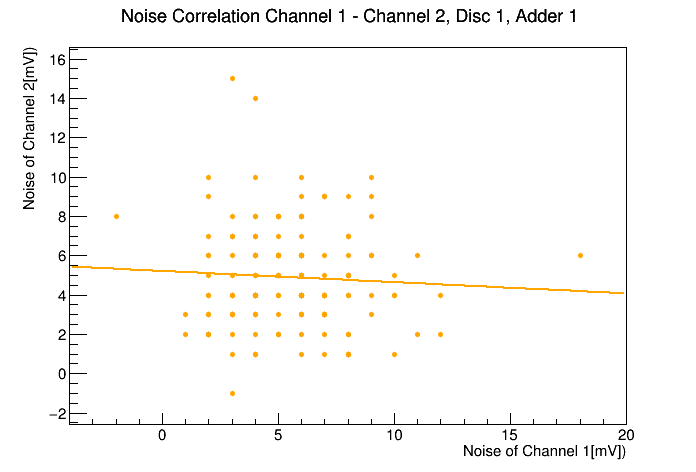 Noise Correlation Channel 1 - Channel 2, Disc 1, Adder 1
Noise of Channel 2[mV])
16
14
12
10
8
6
4
2
0
−2
0 5 10 15 20
Noise of Channel 1[mV])